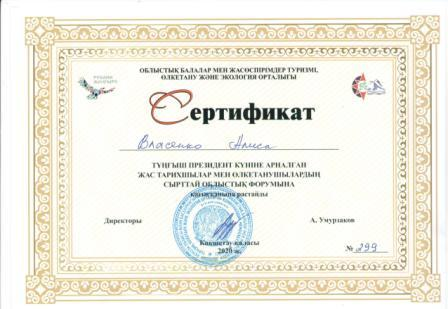 ОБЛЫСТЫҚ БАЛАЛАР МЕН ЖАСӨСПІРІМДЕР ТУРИЗМІ,
ӨЛКЕТАНУ ЖӘНЕ ЭКОЛОГИЯ ОРТАЛЫҒЫ
РУХАНИ ЖАҢҒЫРУ
Сертификат
Власенко Алиса
ТҰҢҒЫШ ПРЕЗИДЕНТ КҮНІНЕ АРНАЛҒАН
ЖАС ТАРИХШЫЛАР МЕН ӨЛКЕТАНУШЫЛАРДЫҢ
СЫРТТАЙ ОБЛЫСТЫҚ ФОРУМЫНА
қатысқанын растайды
Директоры
А. Умурзаков
Көкшетау қаласы
2020 ж.
№ 299